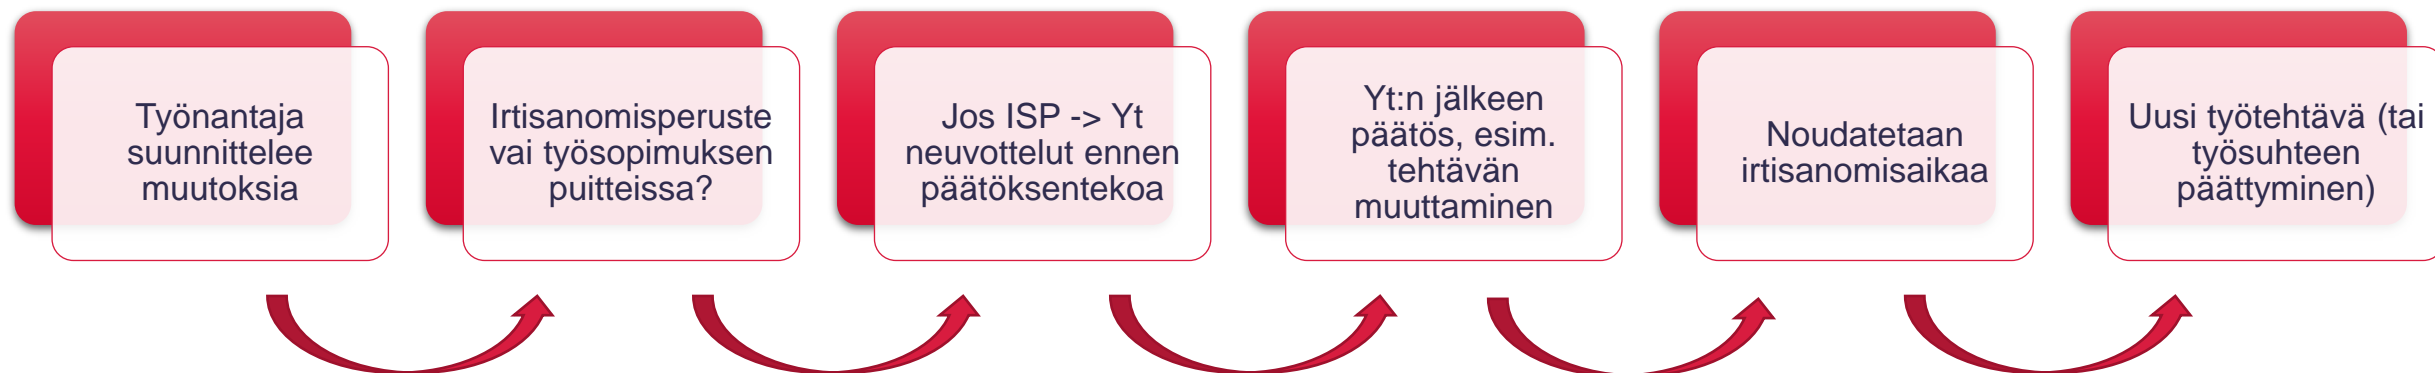 Työnantaja
suunnittelee
muutoksia
Irtisanomisperuste
vai työsopimuksen
puitteissa?
Jos ISP -> Yt
neuvottelut ennen
päätöksentekoa
Yt:n jälkeen
päätös, esim.
tehtävän
muuttaminen
Noudatetaan
irtisanomisaikaa
Uusi työtehtävä (tai
työsuhteen
päättyminen)